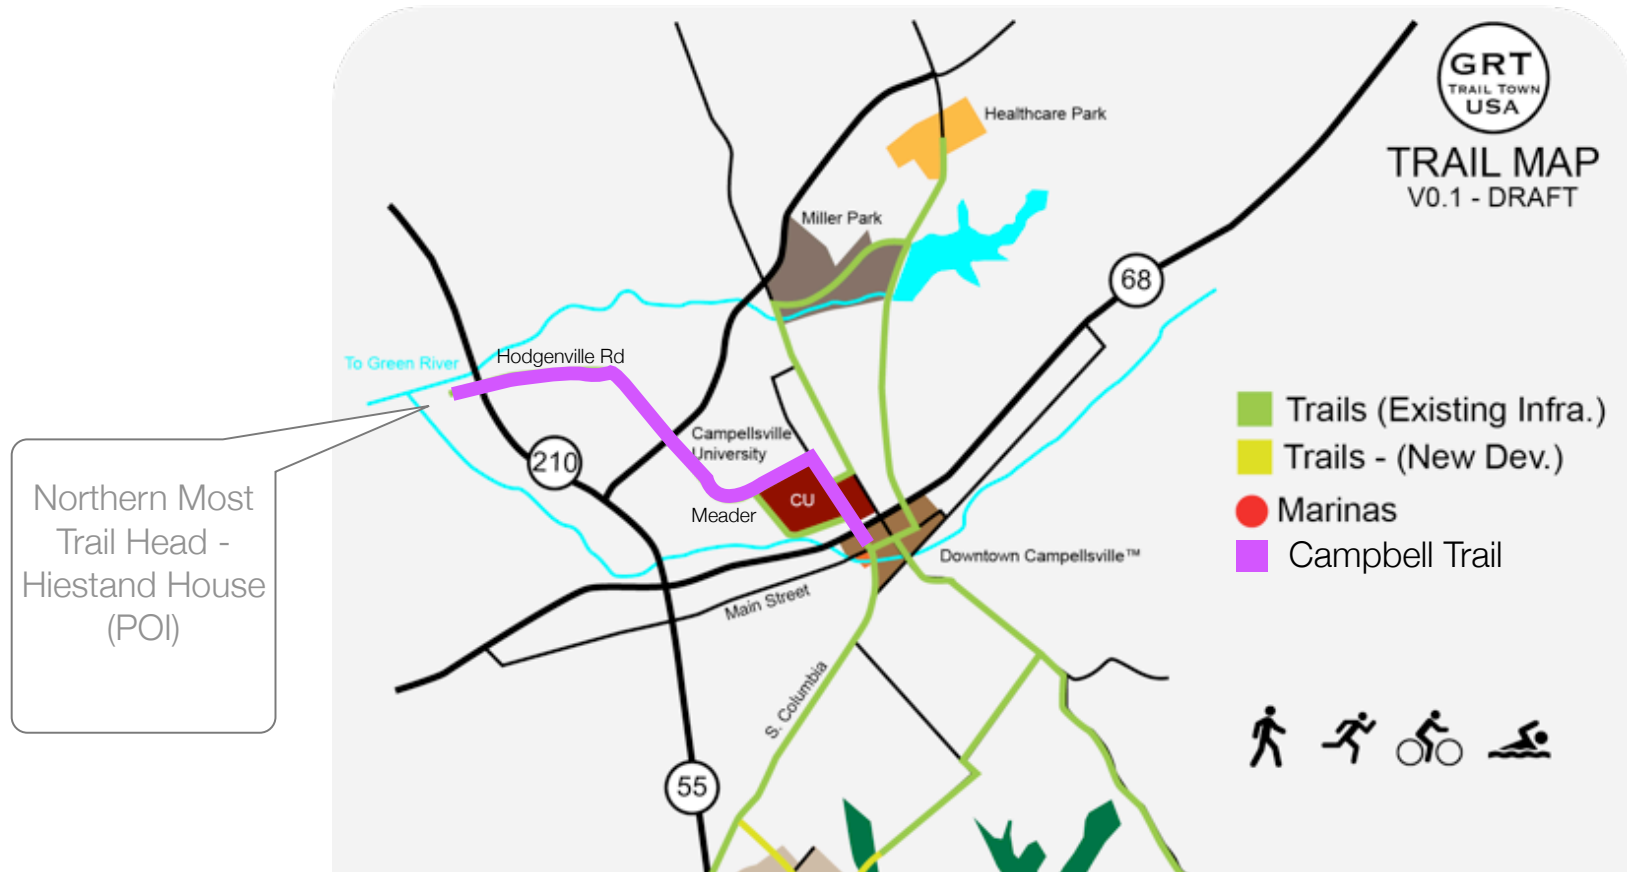 GRT
TRAIL TOWN
USA
TRAIL MAP
V0.1 - DRAFT
Healthcare Park
Miller Park
68
To Green River
Hodgenville Rd
Campellsville
University
210
CU
Meader
Downtown Campellsville™
Main Street
S. Columbia
55
Northern Most
Trail Head -
Hiestand House
(POI)
Trails (Existing Infra.)
Trails - (New Dev.)
Marinas
Campbell Trail